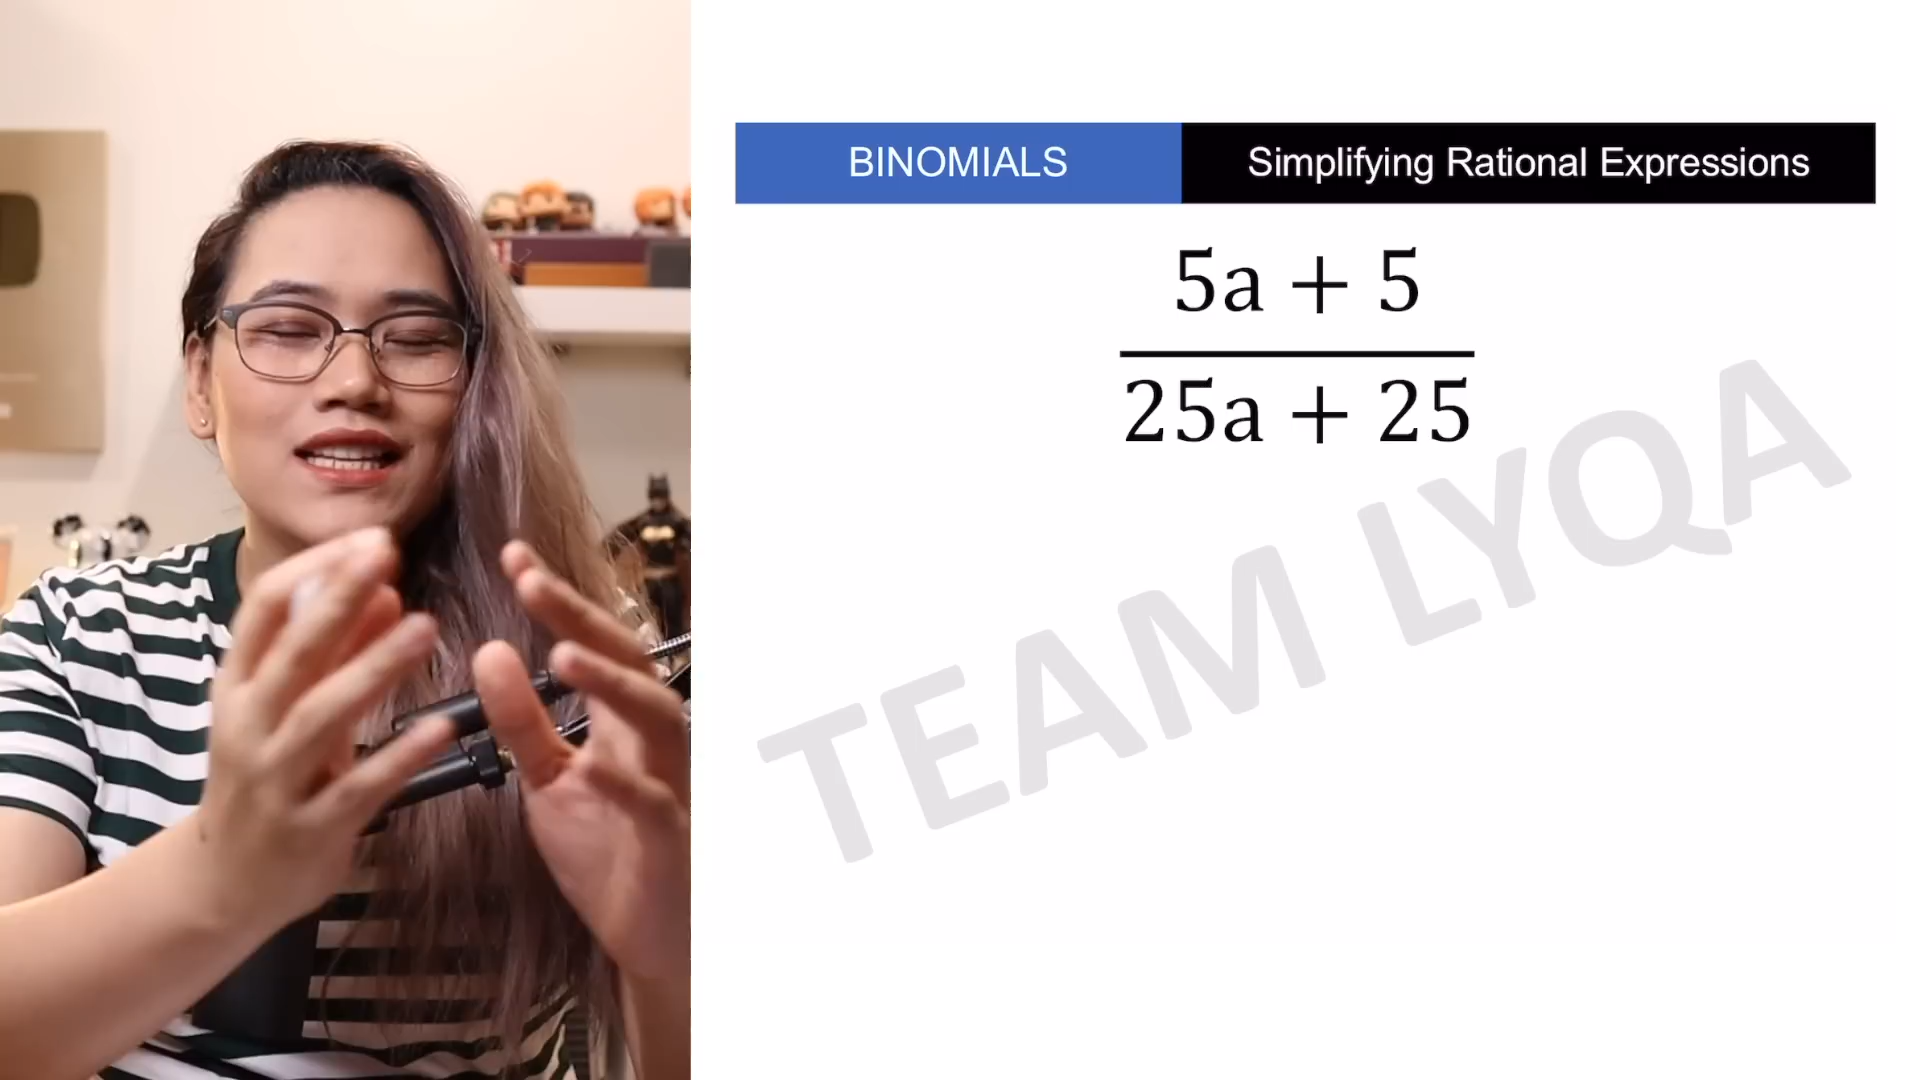 BINOMIALS
Simplifying Rational Expressions
5a + 5
25a + 25
TEAM LYQA